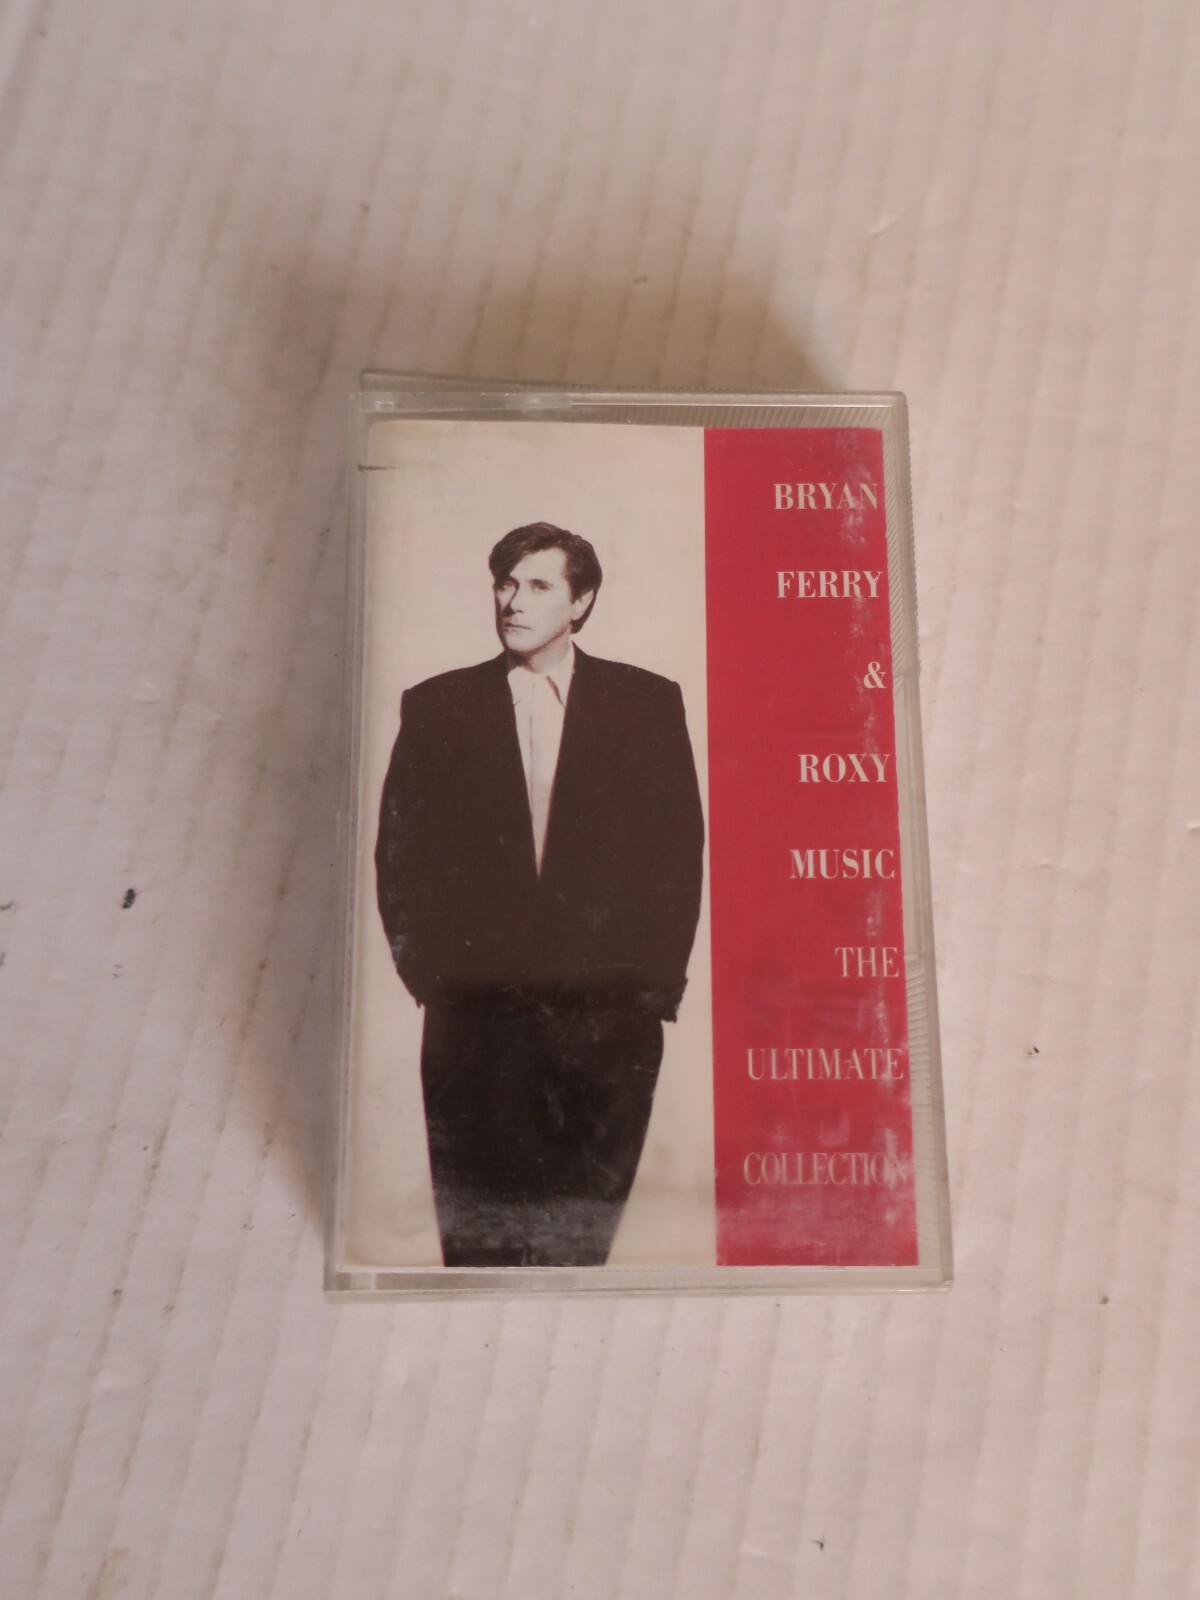 BRYAN
FERRY
&
ROXY
MUSIC
THE
ULTIMATE
COLLECTION